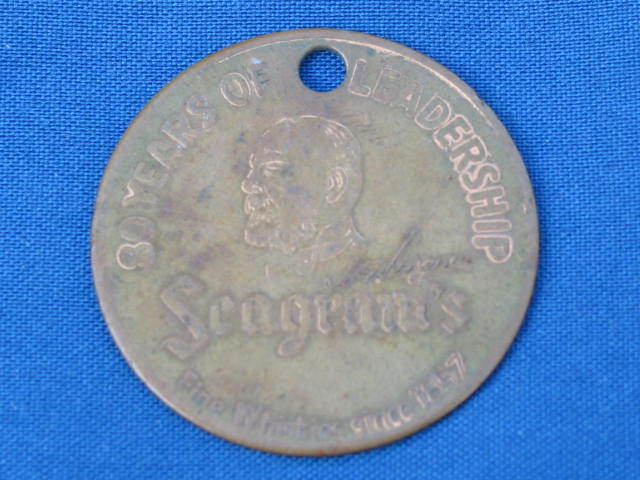 80 YEARS OF LEADERSHIP
Seagram's
Fine Whiskies since 1857